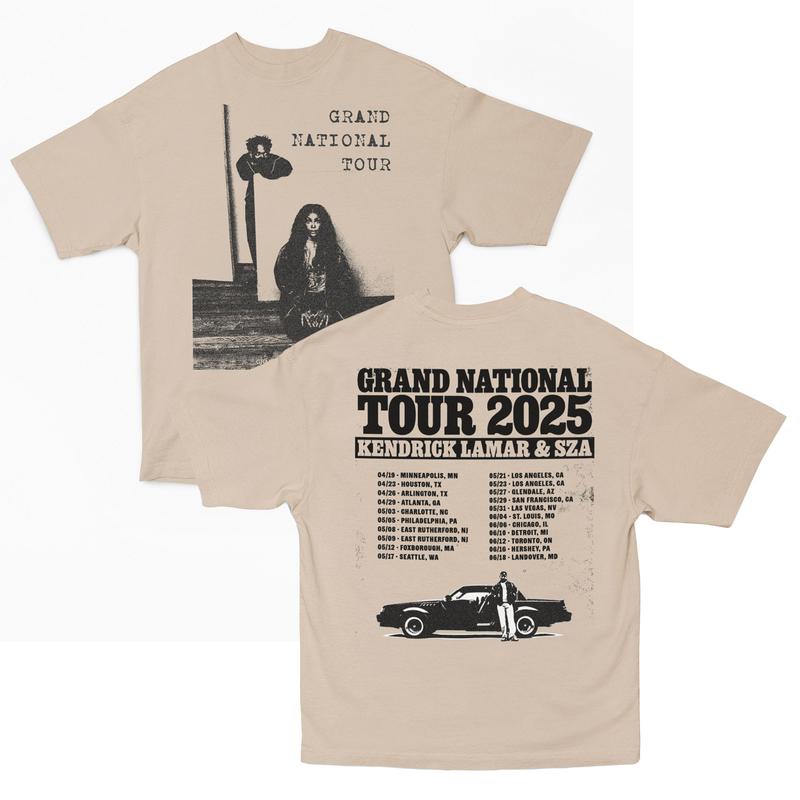 GRAND
NATIONAL
TOUR
GRAND NATIONAL
TOUR 2025
KENDRICK LAMAR & SZA
04/19 - MINNEAPOLIS, MN
04/23 - HOUSTON, TX
04/26 - ARLINGTON, TX
04/29 - ATLANTA, GA
05/03 - CHARLOTTE, NC
05/05 - PHILADELPHIA, PA
05/08 - EAST RUTHERFORD, NJ
05/09 - EAST RUTHERFORD, NJ
05/12 - FOXBOROUGH, MA
05/17 - SEATTLE, WA
05/21 - LOS ANGELES, CA
05/23 - LOS ANGELES, CA
05/27 - GLENDALE, AZ
05/29 - SAN FRANCISCO, CA
05/31 - LAS VEGAS, NV
06/04 - ST. LOUIS, MO
06/06 - CHICAGO, IL
06/10 - DETROIT, MI
06/12 - TORONTO, ON
06/16 - HERSHEY, PA
06/18 - LANDOVER, MD